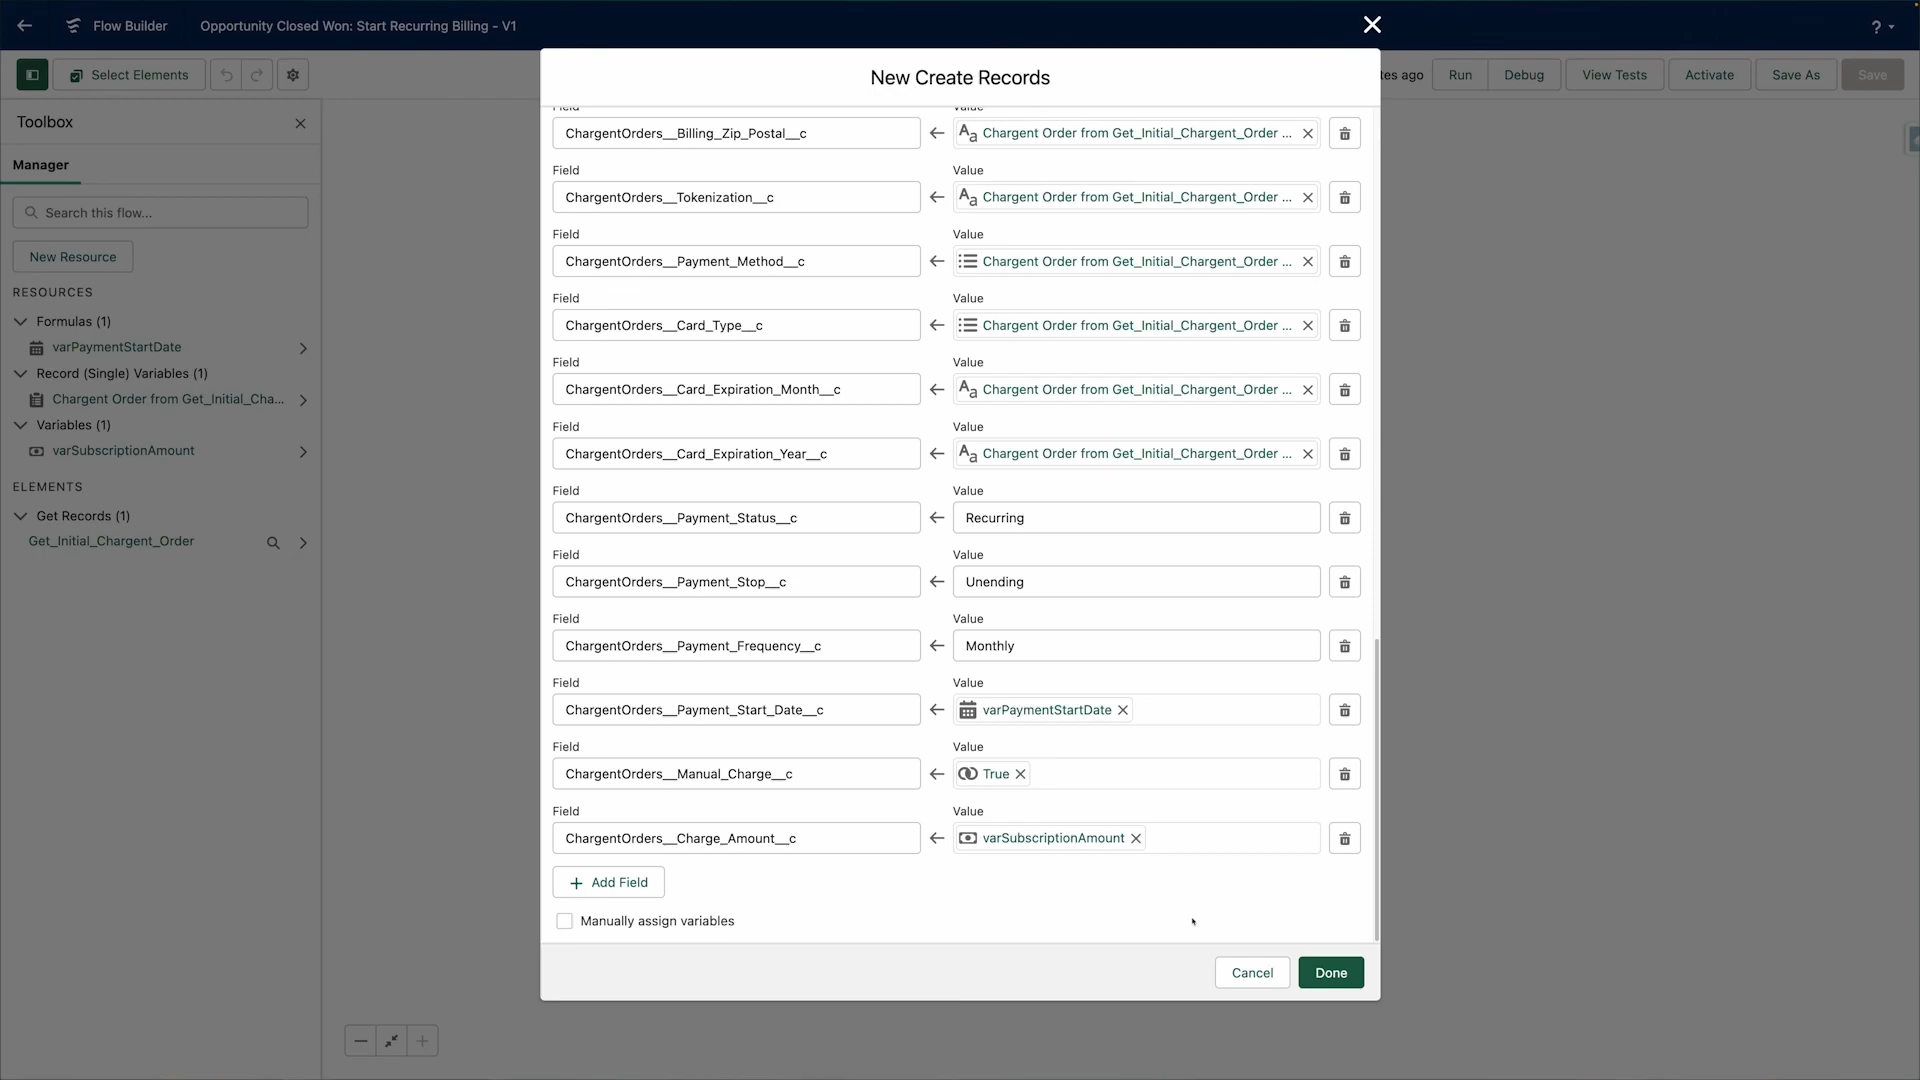 Flow Builder
Opportunity Closed Won: Start Recurring Billing - V1
?
Select Elements
tes ago
Run
Debug
View Tests
Activate
Save As
Save
Toolbox
Manager
Search this flow...
New Resource
RESOURCES
Formulas (1)
varPaymentStartDate
Record (Single) Variables (1)
Chargent Order from Get_Initial_Cha...
Variables (1)
varSubscriptionAmount
ELEMENTS
Get Records (1)
Get_Initial_Chargent_Order
New Create Records
Field
Value
ChargentOrders__Billing_Zip_Postal__c
Aa Chargent Order from Get_Initial_Chargent_Order ...
Field
Value
ChargentOrders__Tokenization__c
Aa Chargent Order from Get_Initial_Chargent_Order ...
Field
Value
ChargentOrders__Payment_Method__c
Chargent Order from Get_Initial_Chargent_Order ...
Field
Value
ChargentOrders__Card_Type__c
Chargent Order from Get_Initial_Chargent_Order ...
Field
Value
ChargentOrders__Card_Expiration_Month__c
Aa Chargent Order from Get_Initial_Chargent_Order ...
Field
Value
ChargentOrders__Card_Expiration_Year__c
Aa Chargent Order from Get_Initial_Chargent_Order ...
Field
Value
ChargentOrders__Payment_Status__c
Recurring
Field
Value
ChargentOrders__Payment_Stop__c
Unending
Field
Value
ChargentOrders__Payment_Frequency__c
Monthly
Field
Value
ChargentOrders__Payment_Start_Date__c
varPaymentStartDate
Field
Value
ChargentOrders__Manual_Charge__c
True
Field
Value
ChargentOrders__Charge_Amount__c
varSubscriptionAmount
Add Field
Manually assign variables
Cancel
Done